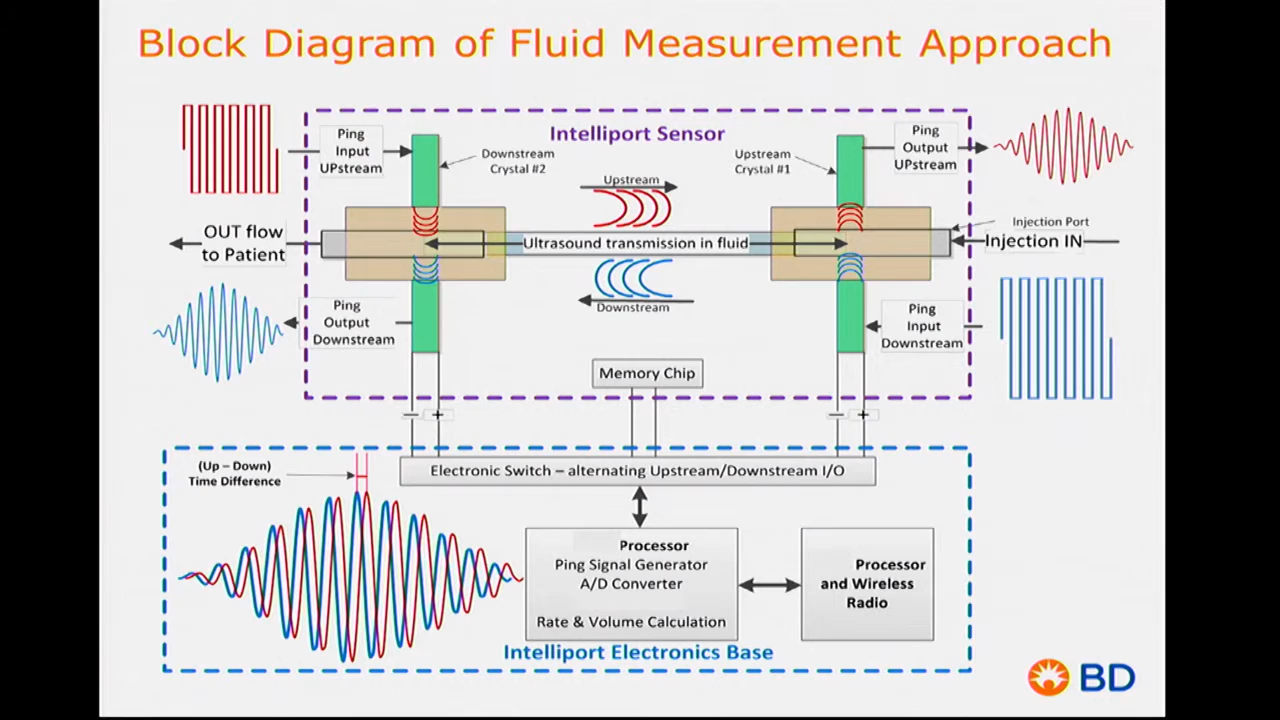 Block Diagram of Fluid Measurement Approach
Intelliport Sensor
Ping
Input
UPstream
Downstream
Crystal #2
Upstream
Upstream
Crystal #1
Ping
Output
UPstream
OUT flow
to Patient
Ultrasound transmission in fluid
Injection Port
Injection IN
Ping
Output
Downstream
Downstream
Ping
Input
Downstream
Memory Chip
− +
− +
(Up – Down)
Time Difference
Electronic Switch – alternating Upstream/Downstream I/O
Processor
Ping Signal Generator
A/D Converter
Rate & Volume Calculation
Processor
and Wireless
Radio
Intelliport Electronics Base
BD